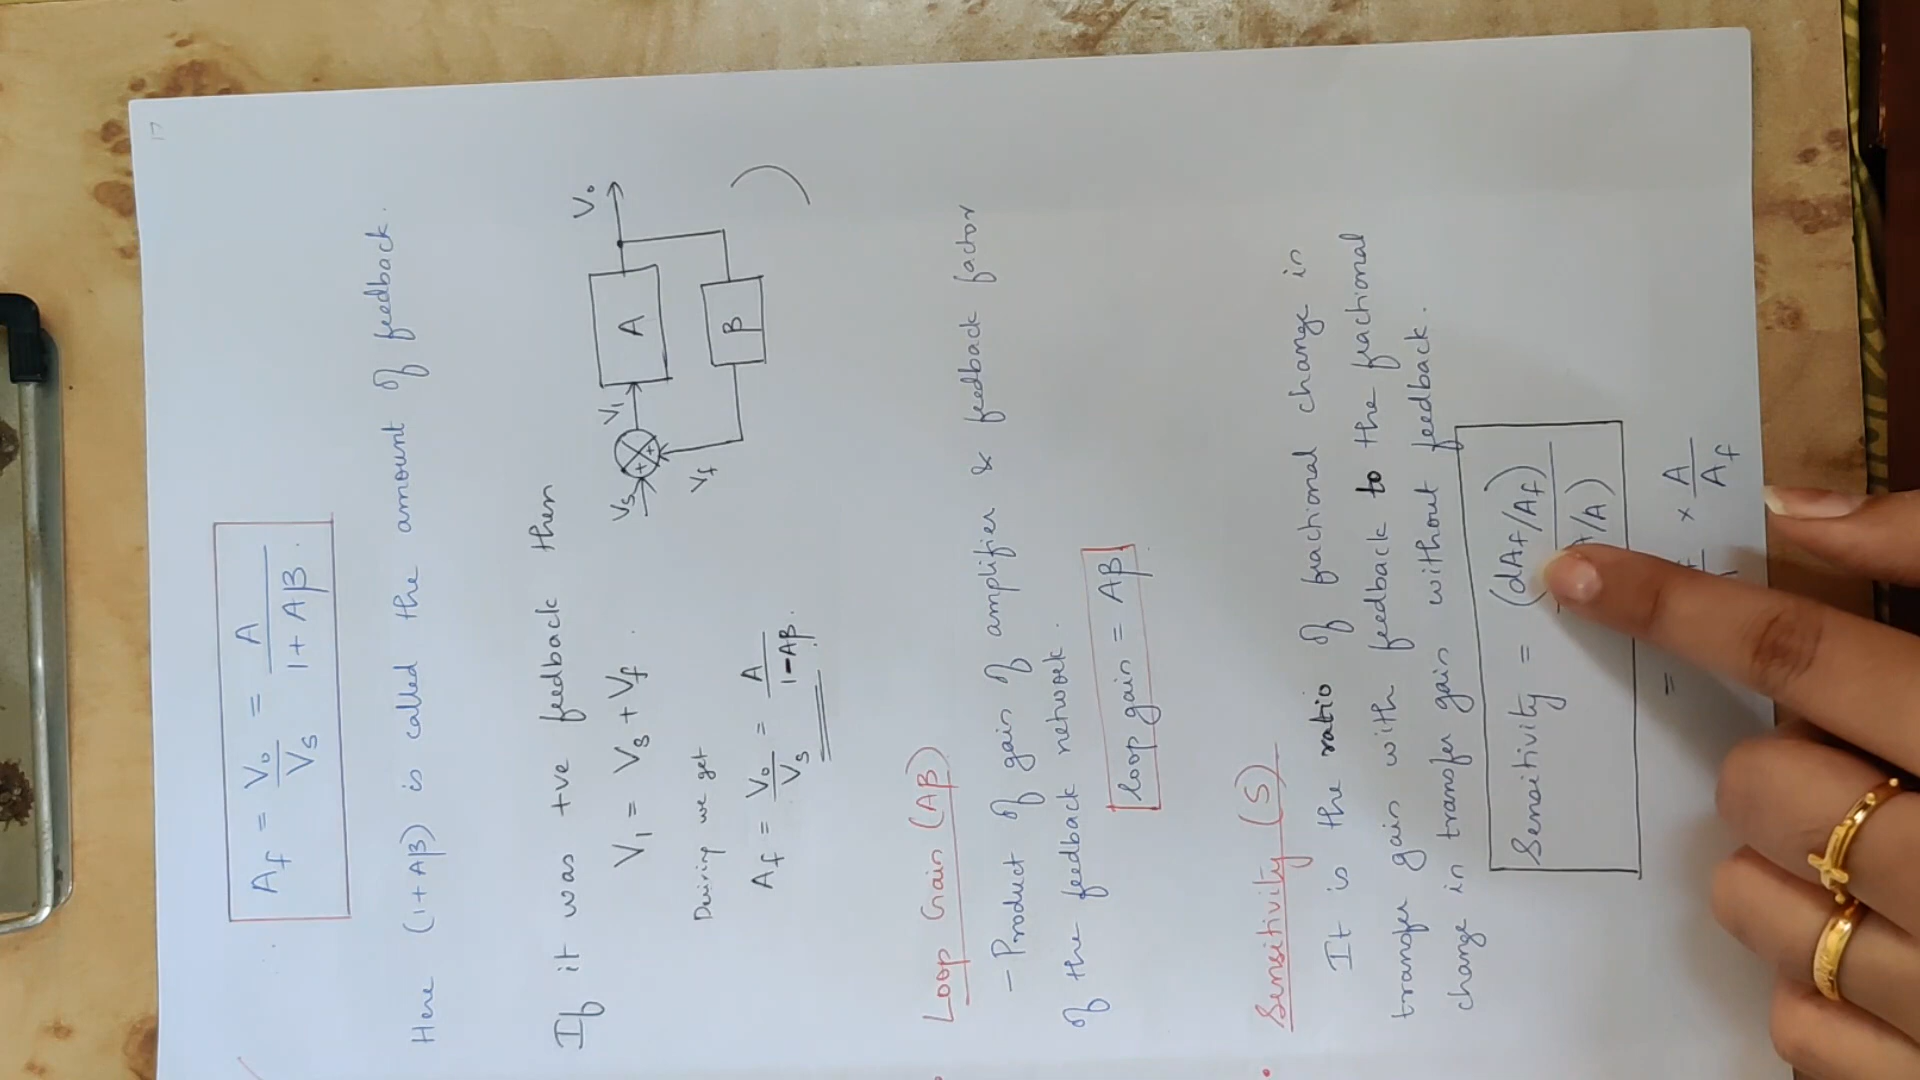 17
Af = Vo/Vs = A/(1 + Aβ).
Here (1+Aβ) is called the amount of feedback.
If it was +ve feedback then
V1 = Vs + Vf.
Deriving we get
Af = Vo/Vs = A/(1-Aβ).
Vs V1 A Vo
Vf β
Loop Gain (Aβ)
- Product of gain of amplifier & feedback factor
of the feedback network.
loop gain = Aβ
Sensitivity (S)
It is the ratio of fractional change in
transfer gain with feedback to the fractional
change in transfer gain without feedback.
Sensitivity = (dAf/Af)
/A)
= × A/Af